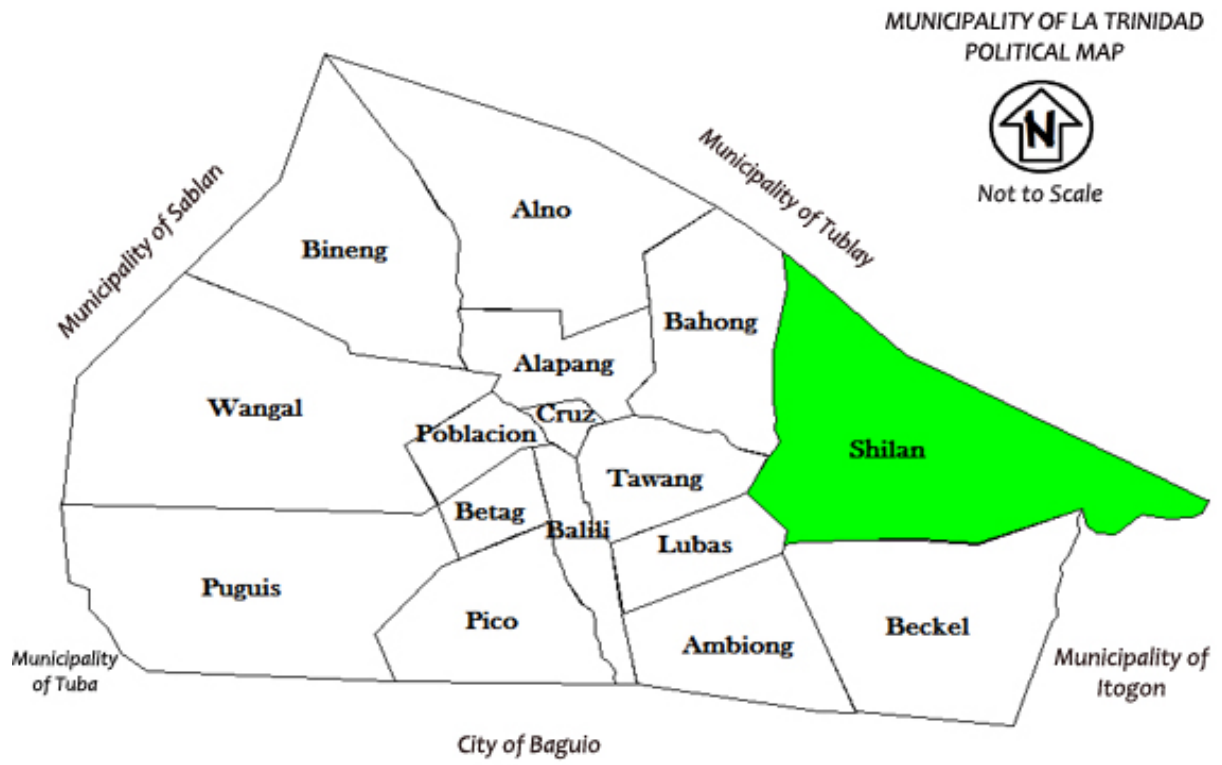 MUNICIPALITY OF LA TRINIDAD
POLITICAL MAP
N
Not to Scale
Municipality of Sablan
Municipality of Tublay
Alno
Bineng
Bahong
Alapang
Wangal
Cruz
Poblacion
Shilan
Tawang
Betag
Balili
Lubas
Puguis
Pico
Ambiong
Beckel
Municipality
of Tuba
Municipality of
Itogon
City of Baguio